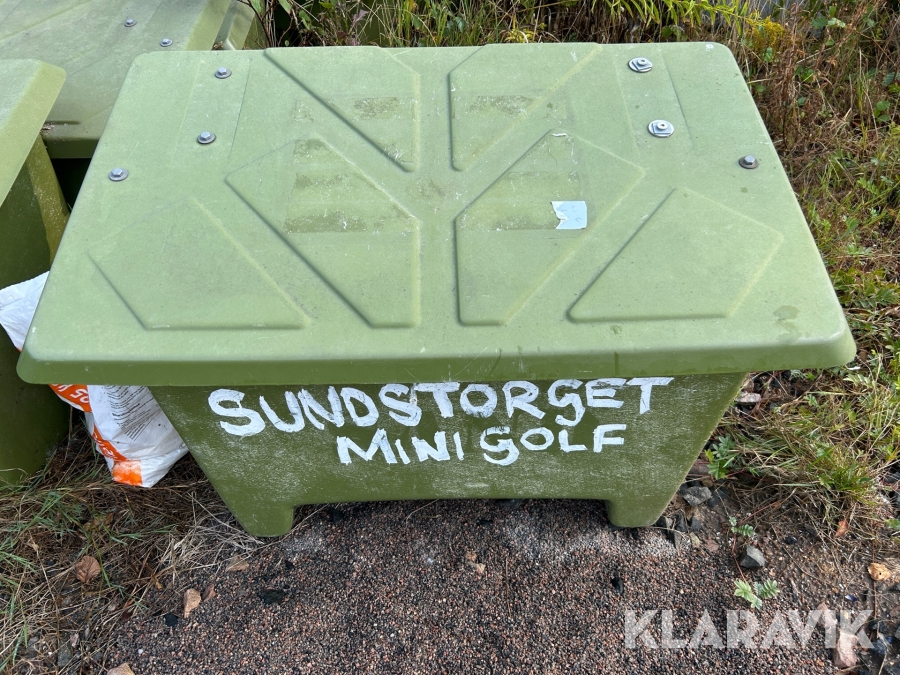 SUNDSTORGET
MINI GOLF
KLARAVIK